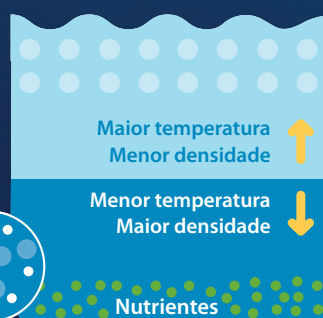 Maior temperatura
Menor densidade
Menor temperatura
Maior densidade
Nutrientes